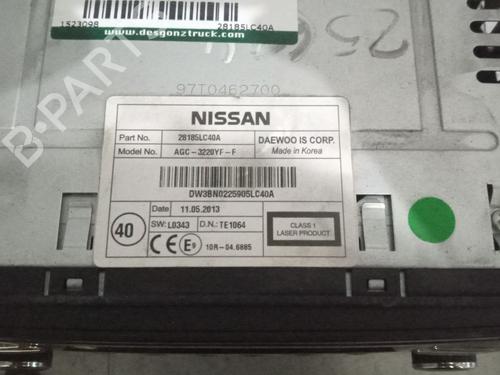 1523098
28185LC40A
www.desgonztruck.com
97T0462700
NISSAN
Part No. 28185LC40A
DAEWOO IS CORP.
Model No. AGC-3220YF-F
Made in Korea
DW3BN0225905LC40A
40
Date 11.05.2013
SW: L0343 D.N.: TE1064
CLASS 1
LASER PRODUCT
CE E9 10R-04.6885
B-PARTS